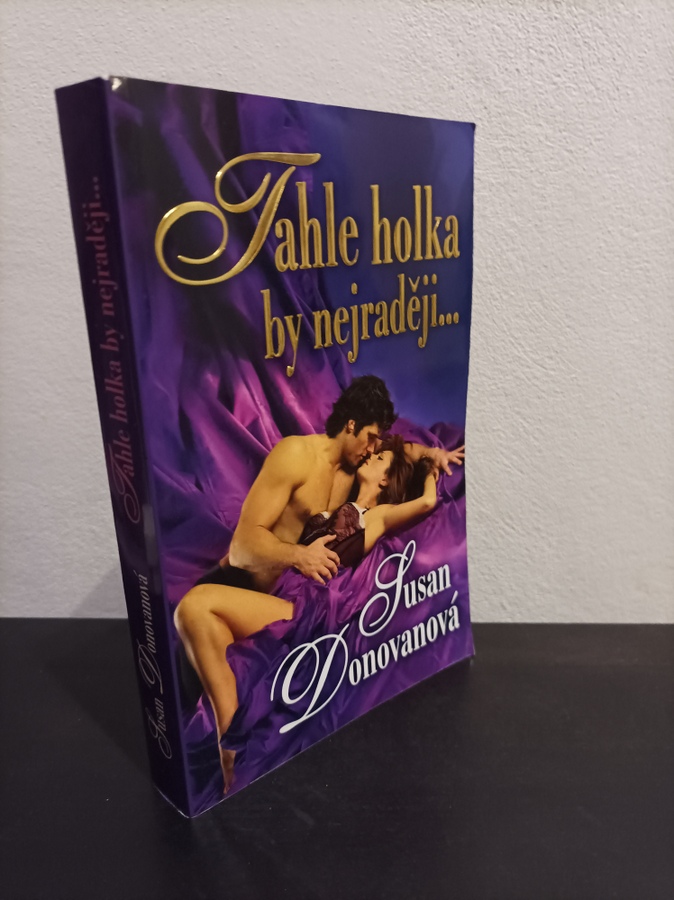 Tahle holka
by nejraději...
Susan
Donovanová
Susan Donovanová Tahle holka by nejraději...